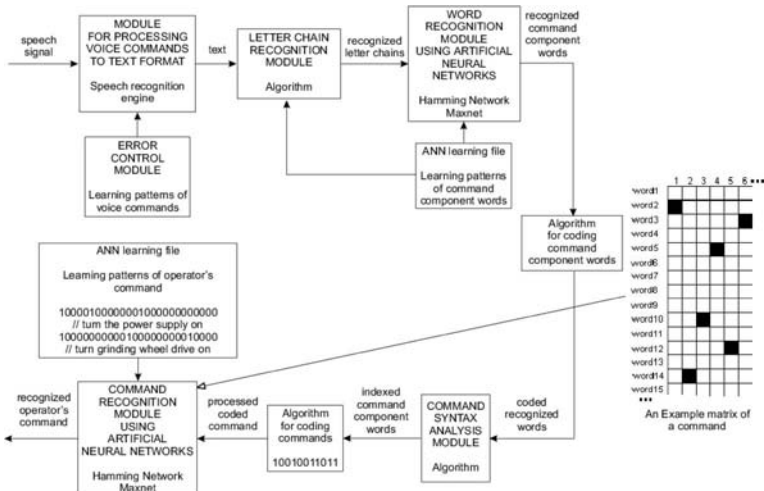 speech
signal
MODULE
FOR PROCESSING
VOICE COMMANDS
TO TEXT FORMAT
Speech recognition
engine
text
LETTER CHAIN
RECOGNITION
MODULE
Algorithm
recognized
letter chains
WORD
RECOGNITION
MODULE
USING ARTIFICIAL
NEURAL
NETWORKS
Hamming Network
Maxnet
recognized
command
component
words
ERROR
CONTROL
MODULE
Learning patterns of
voice commands
ANN learning file
Learning patterns
of command
component words
Algorithm
for coding
command
component words
1 2 3 4 5 6 •••
word1
word2
word3
word4
word5
word6
word7
word8
word9
word10
word11
word12
word13
word14
word15
•••
An Example matrix of
a command
ANN learning file
Learning patterns of operator's
command
// turn the power supply on
// turn grinding wheel drive on
recognized
operator's
command
COMMAND
RECOGNITION
MODULE
USING
ARTIFICIAL
NEURAL NETWORKS
Hamming Network
Maxnet
processed
coded
command
Algorithm
for coding
commands
10010011011
indexed
command
component
words
COMMAND
SYNTAX
ANALYSIS
MODULE
Algorithm
coded
recognized
words